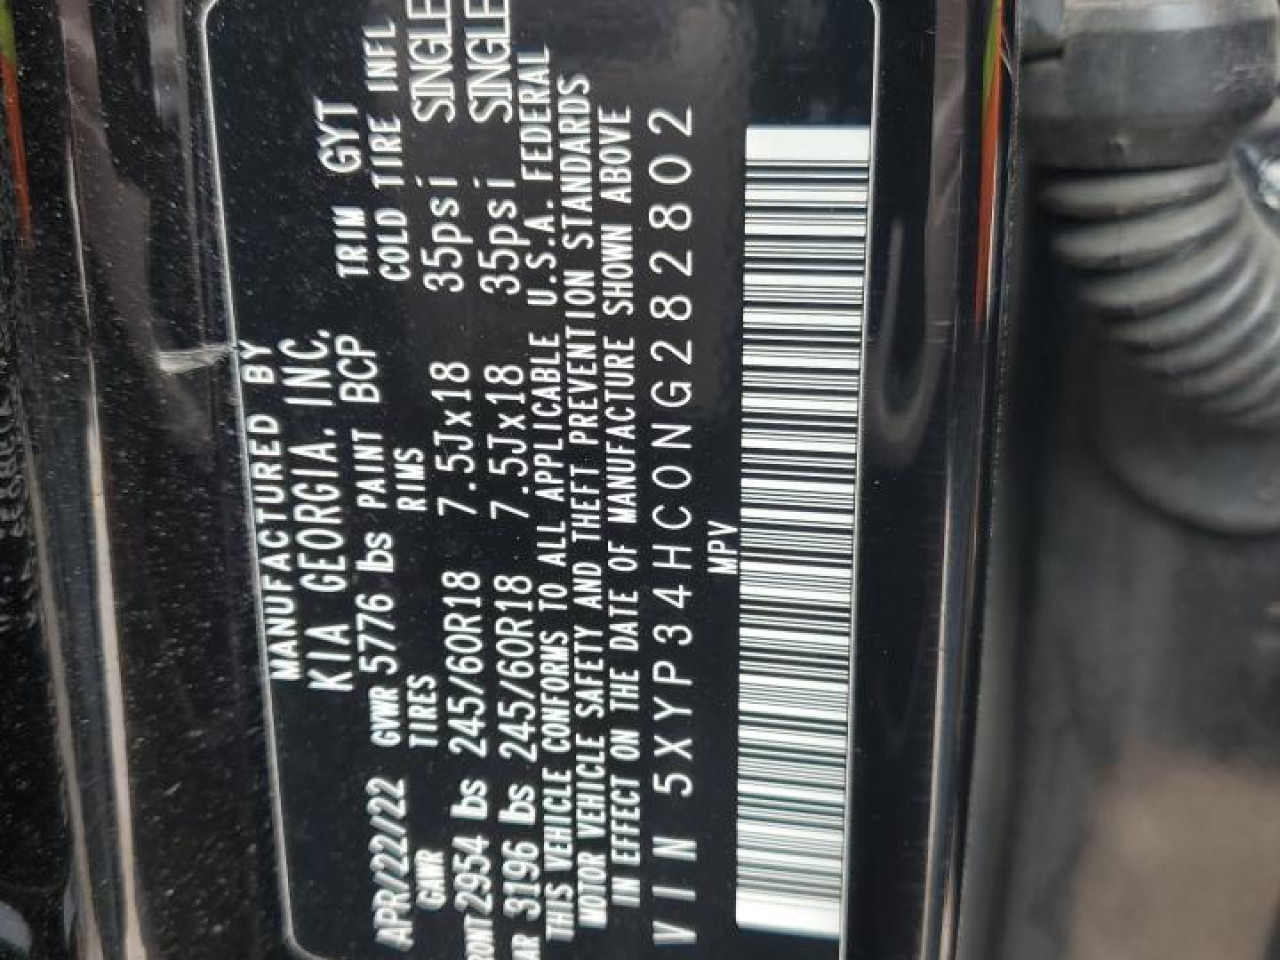 MANUFACTURED BY
KIA GEORGIA, INC.
APR/22/22 GVWR 5776 lbs PAINT BCP TRIM GYT
GAWR TIRES RIMS COLD TIRE INFL
RONT 2954 lbs 245/60R18 7.5Jx18 35psi SINGLE
AR 3196 lbs 245/60R18 7.5Jx18 35psi SINGLE
THIS VEHICLE CONFORMS TO ALL APPLICABLE U.S.A. FEDERAL
MOTOR VEHICLE SAFETY AND THEFT PREVENTION STANDARDS
IN EFFECT ON THE DATE OF MANUFACTURE SHOWN ABOVE
VIN 5XYP34HC0NG282802
MPV